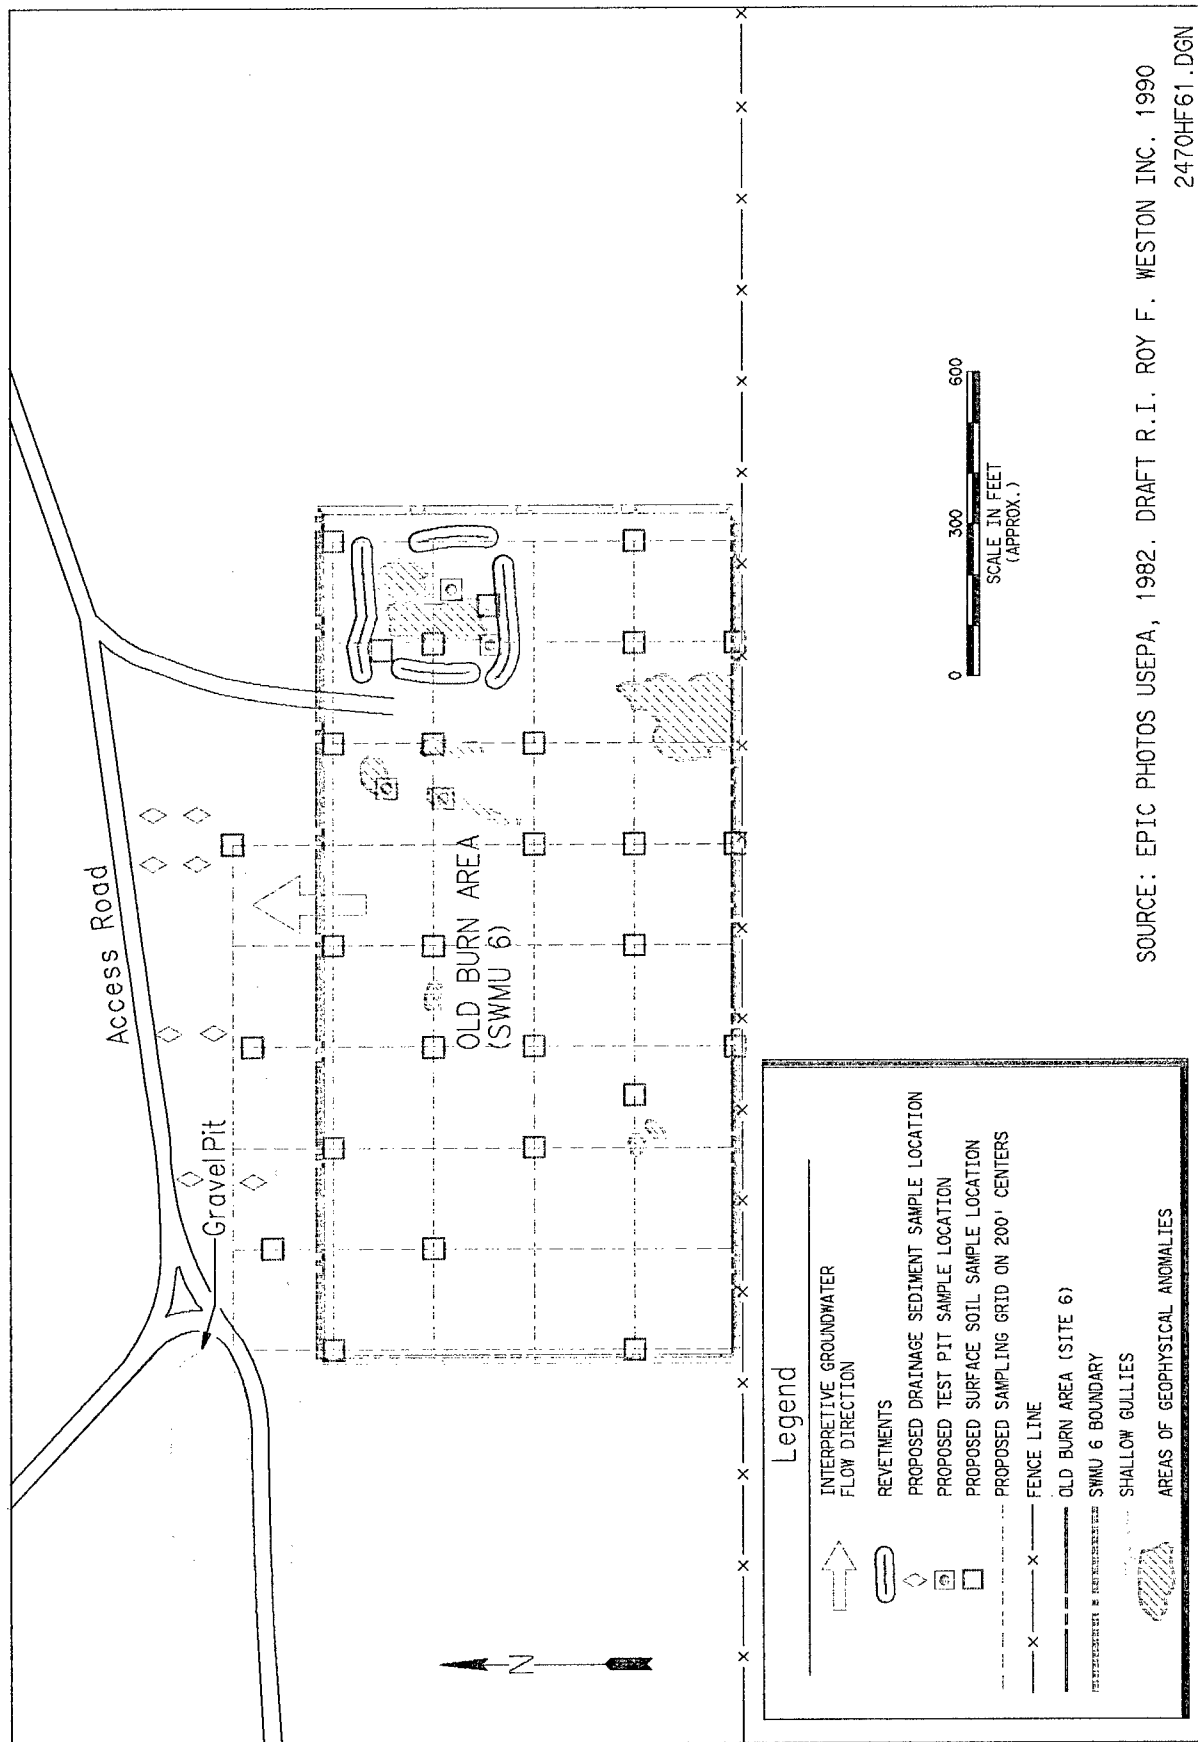 Access Road
Gravel Pit
OLD BURN AREA
(SWMU 6)
N
0 300 600
SCALE IN FEET
(APPROX.)
Legend
INTERPRETIVE GROUNDWATER
FLOW DIRECTION
REVETMENTS
PROPOSED DRAINAGE SEDIMENT SAMPLE LOCATION
PROPOSED TEST PIT SAMPLE LOCATION
PROPOSED SURFACE SOIL SAMPLE LOCATION
PROPOSED SAMPLING GRID ON 200' CENTERS
FENCE LINE
OLD BURN AREA (SITE 6)
SWMU 6 BOUNDARY
SHALLOW GULLIES
AREAS OF GEOPHYSICAL ANOMALIES
SOURCE: EPIC PHOTOS USEPA, 1982. DRAFT R.I. ROY F. WESTON INC. 1990
2470HF61.DGN